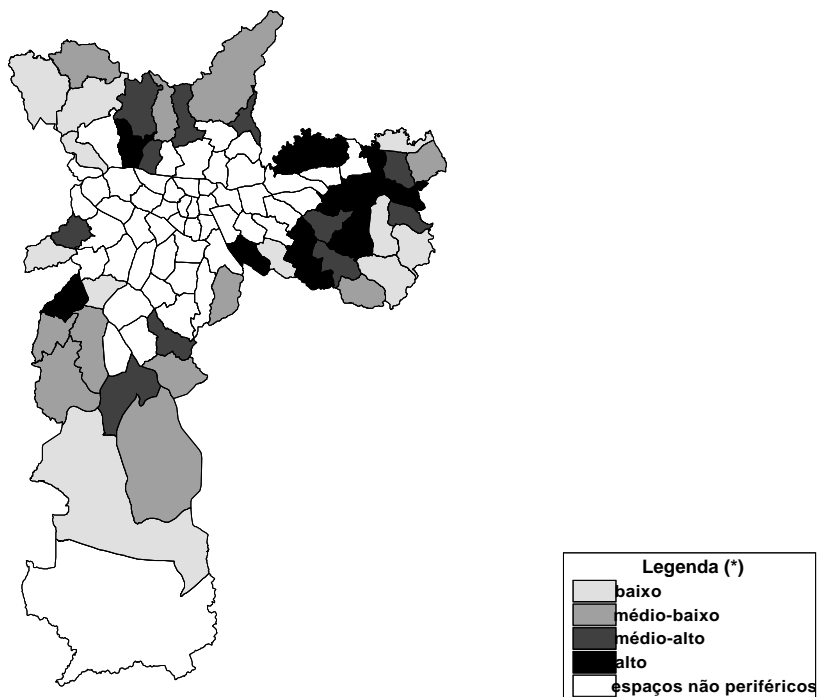 Legenda (*)
baixo
médio-baixo
médio-alto
alto
espaços não periféricos